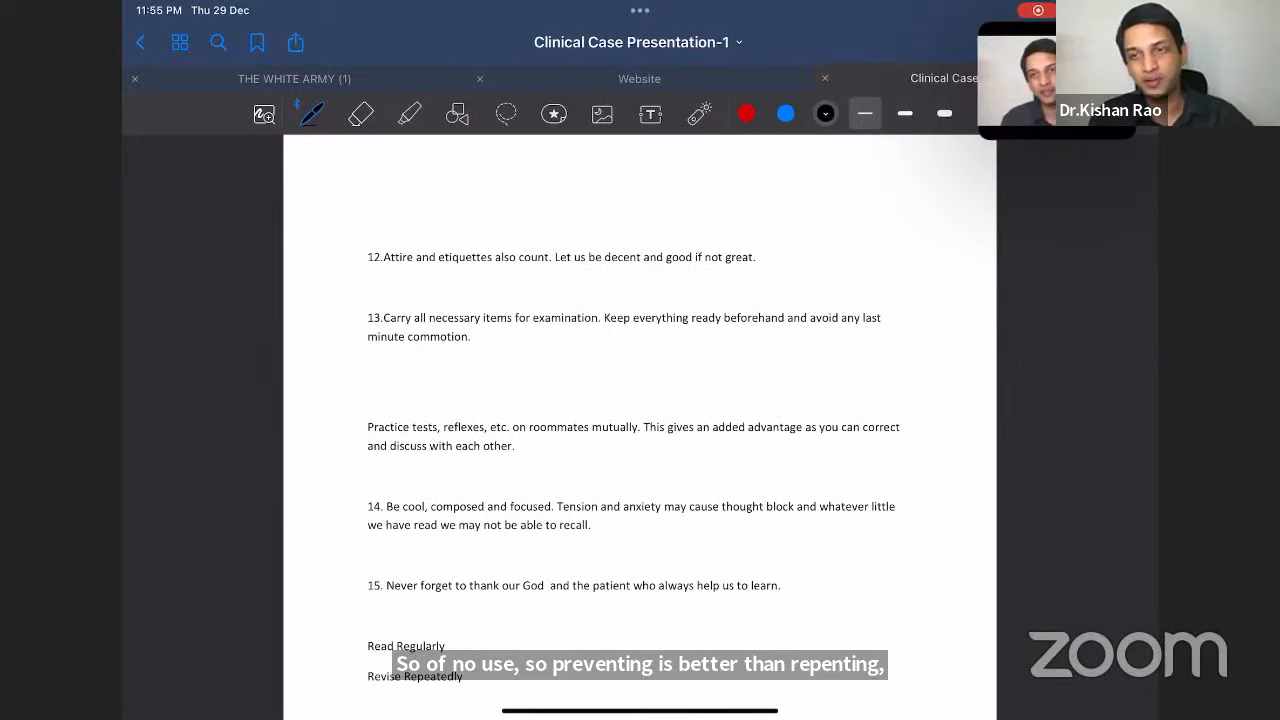 11:55 PM Thu 29 Dec
Clinical Case Presentation-1
THE WHITE ARMY (1)
Website
Clinical Case
Dr.Kishan Rao
12.Attire and etiquettes also count. Let us be decent and good if not great.
13.Carry all necessary items for examination. Keep everything ready beforehand and avoid any last
minute commotion.
Practice tests, reflexes, etc. on roommates mutually. This gives an added advantage as you can correct
and discuss with each other.
14. Be cool, composed and focused. Tension and anxiety may cause thought block and whatever little
we have read we may not be able to recall.
15. Never forget to thank our God and the patient who always help us to learn.
Read Regularly
So of no use, so preventing is better than repenting,
Revise Repeatedly
zoom